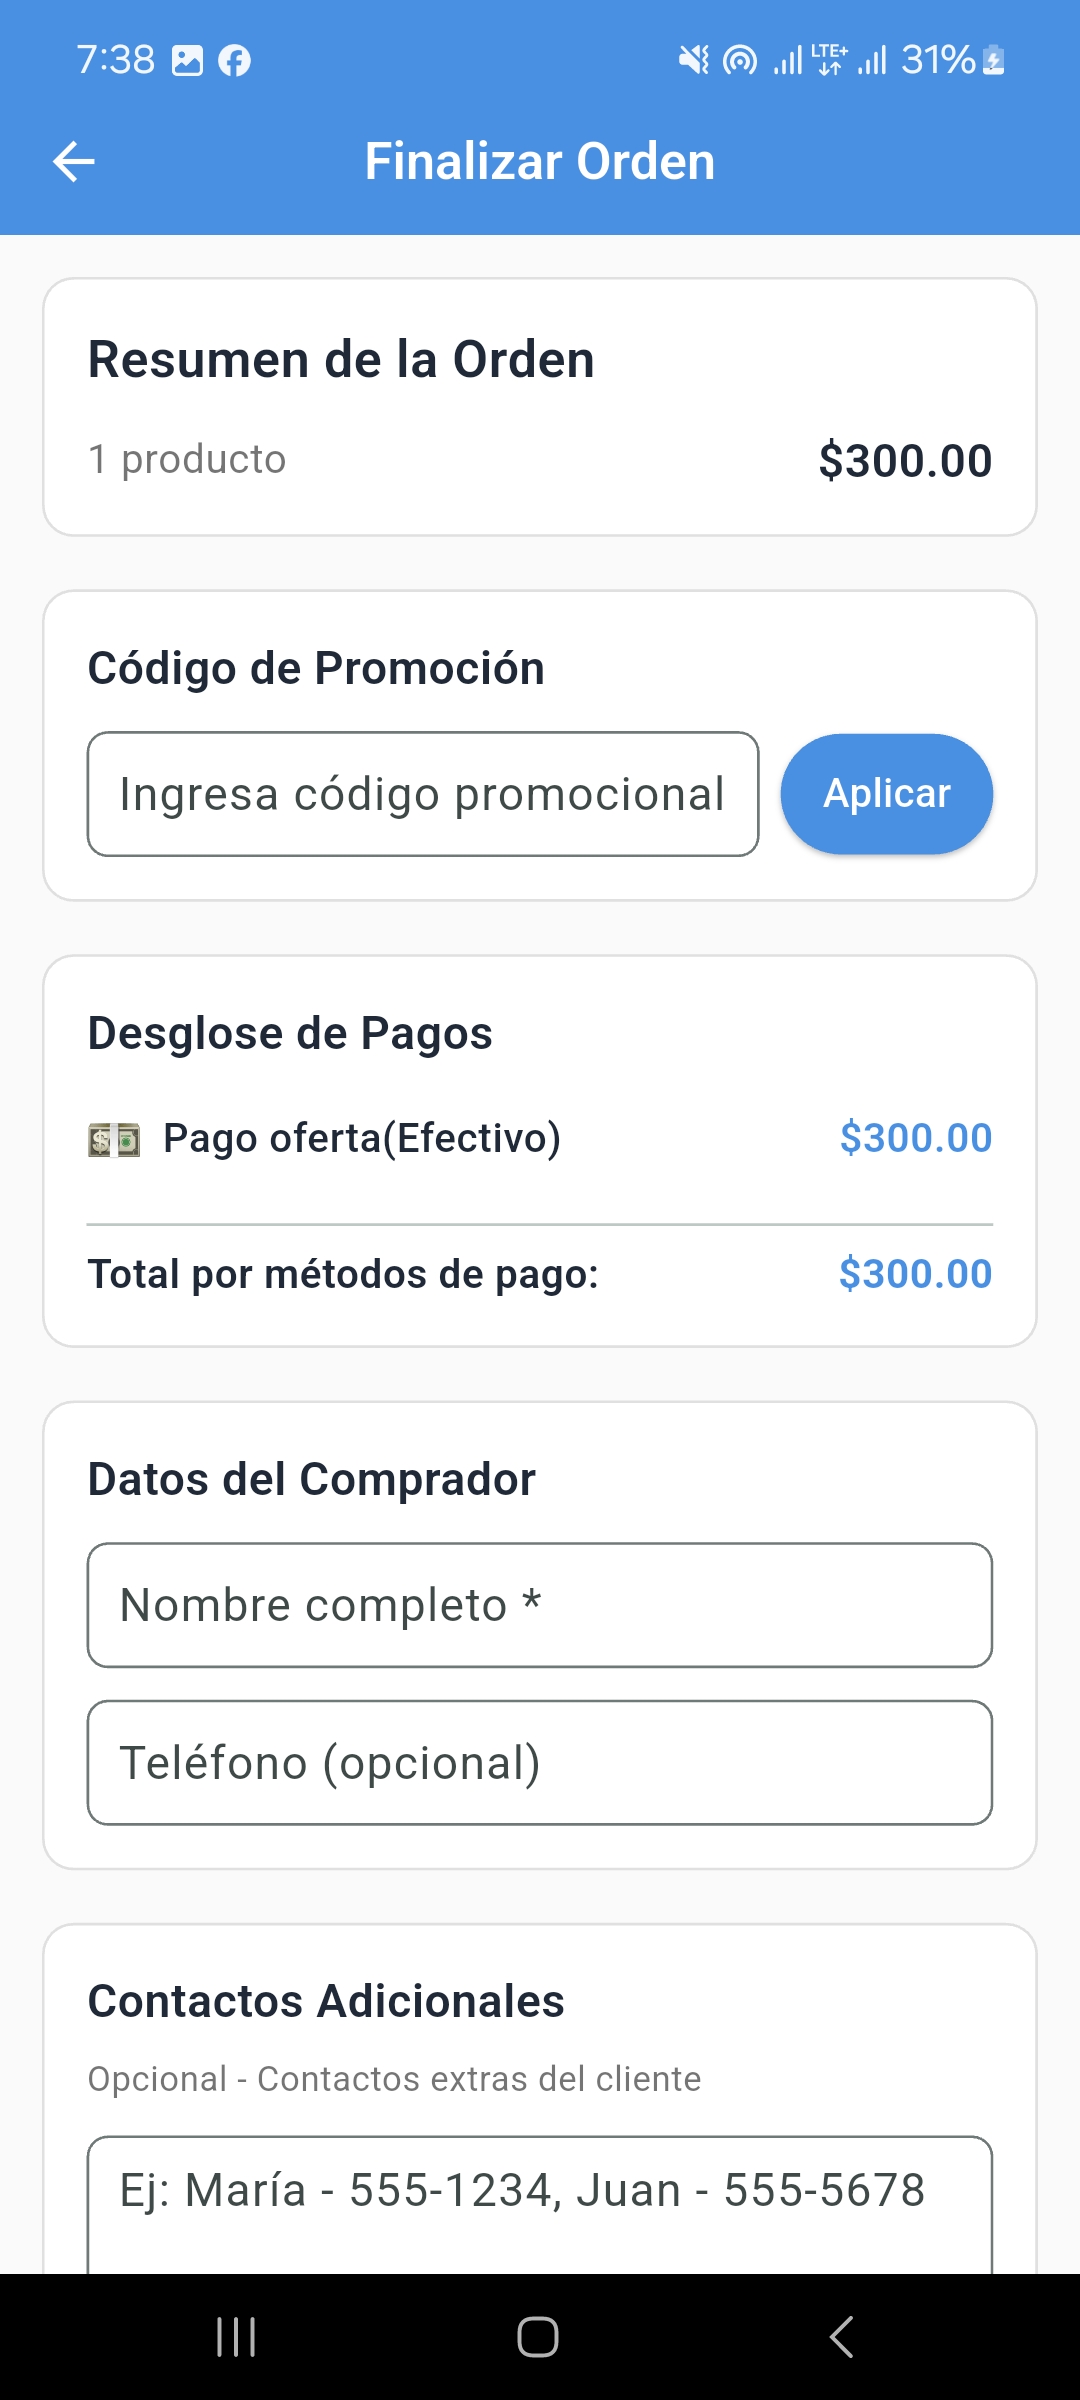 7:38 LTE+ 31%
Finalizar Orden
Resumen de la Orden
1 producto $300.00
Código de Promoción
Ingresa código promocional Aplicar
Desglose de Pagos
Pago oferta(Efectivo) $300.00
Total por métodos de pago: $300.00
Datos del Comprador
Nombre completo *
Teléfono (opcional)
Contactos Adicionales
Opcional - Contactos extras del cliente
Ej: María - 555-1234, Juan - 555-5678